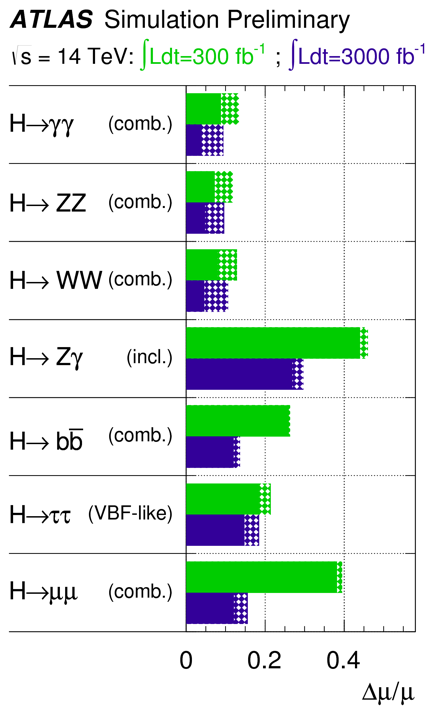 ATLAS Simulation Preliminary
√s = 14 TeV: ∫Ldt=300 fb⁻¹ ; ∫Ldt=3000 fb⁻¹
H→γγ (comb.)
H→ ZZ (comb.)
H→ WW (comb.)
H→ Zγ (incl.)
H→ bb̅ (comb.)
H→ττ (VBF-like)
H→μμ (comb.)
0 0.2 0.4
Δμ/μ